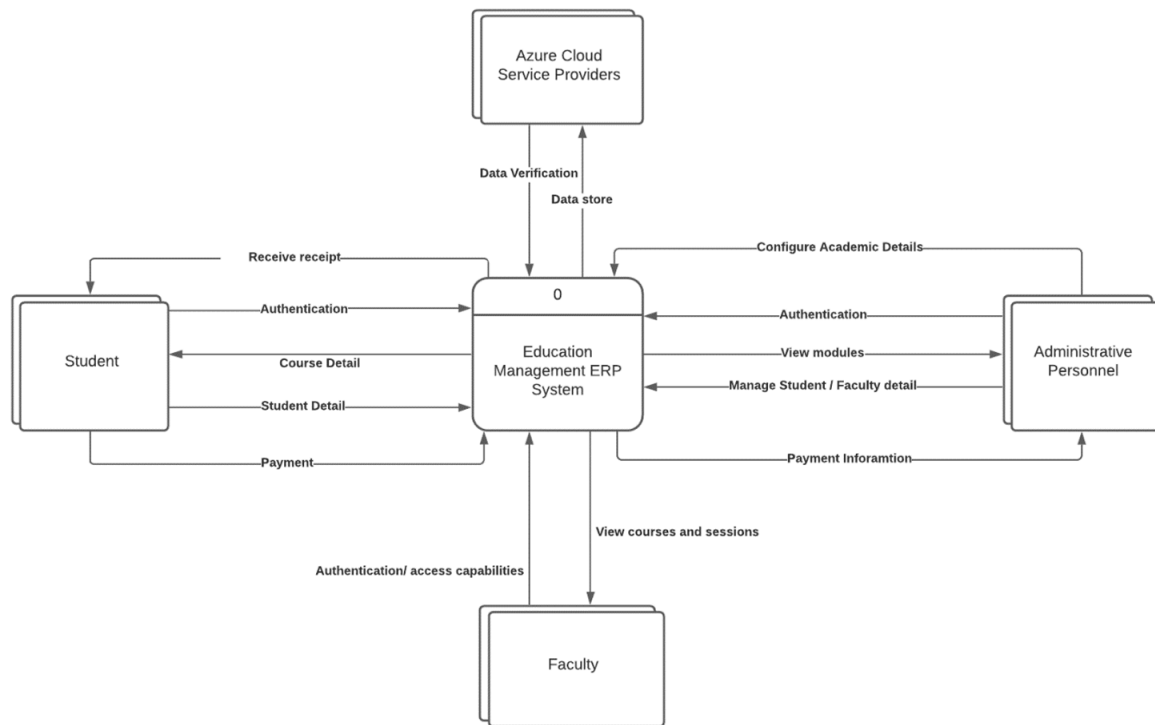 Azure Cloud
Service Providers
Data Verification
Data store
Receive receipt
Configure Academic Details
0
Authentication
Authentication
Education
Management ERP
System
Student
Course Detail
View modules
Administrative
Personnel
Manage Student / Faculty detail
Student Detail
Payment
Payment Inforamtion
View courses and sessions
Authentication/ access capabilities
Faculty